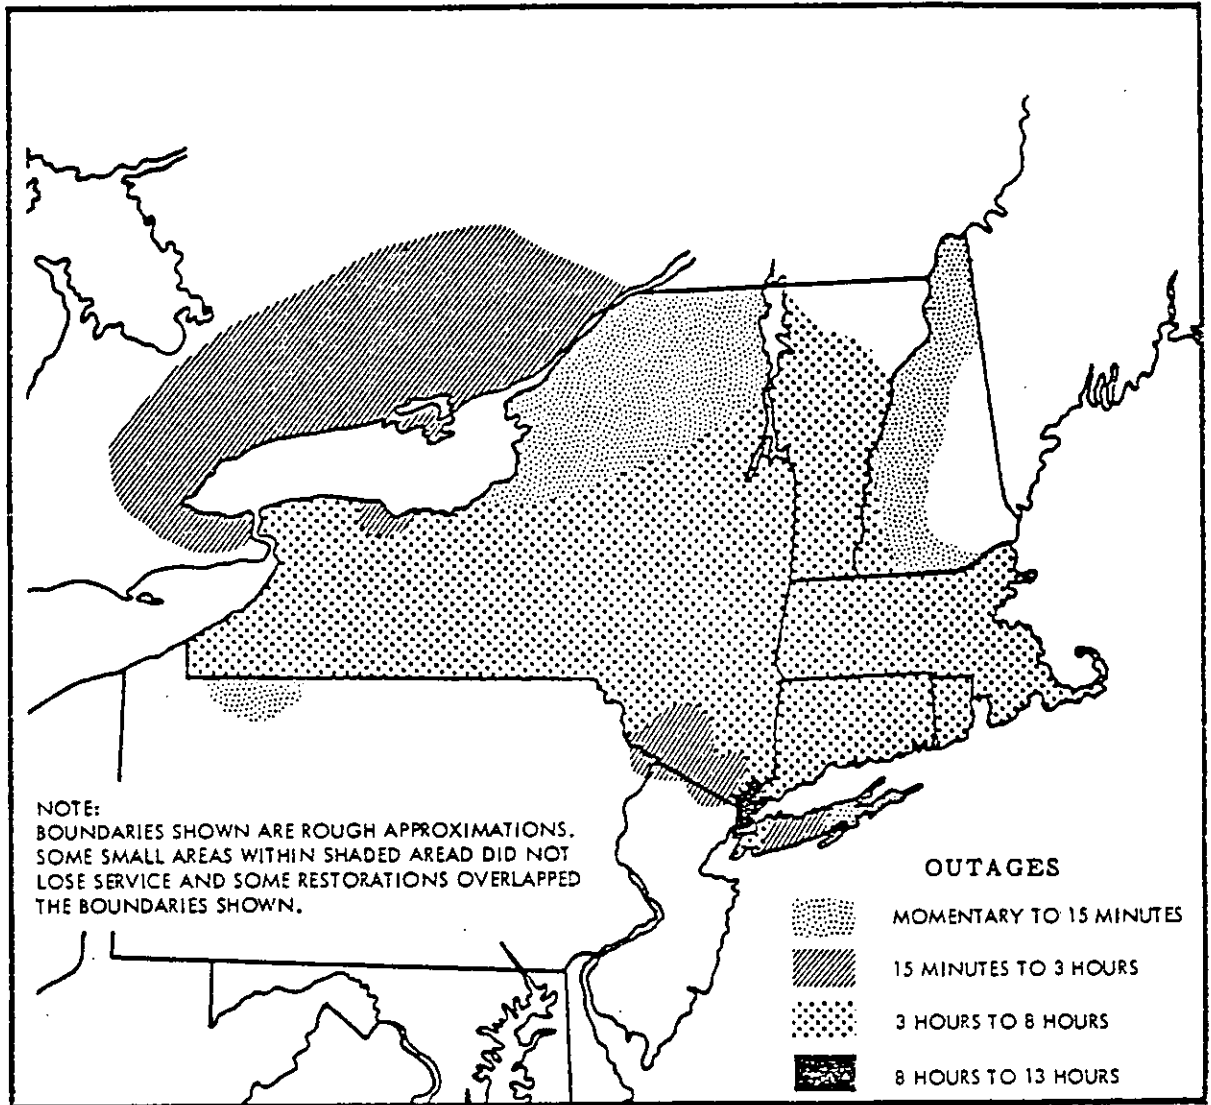 NOTE:
BOUNDARIES SHOWN ARE ROUGH APPROXIMATIONS.
SOME SMALL AREAS WITHIN SHADED AREAD DID NOT
LOSE SERVICE AND SOME RESTORATIONS OVERLAPPED
THE BOUNDARIES SHOWN.
OUTAGES
MOMENTARY TO 15 MINUTES
15 MINUTES TO 3 HOURS
3 HOURS TO 8 HOURS
8 HOURS TO 13 HOURS